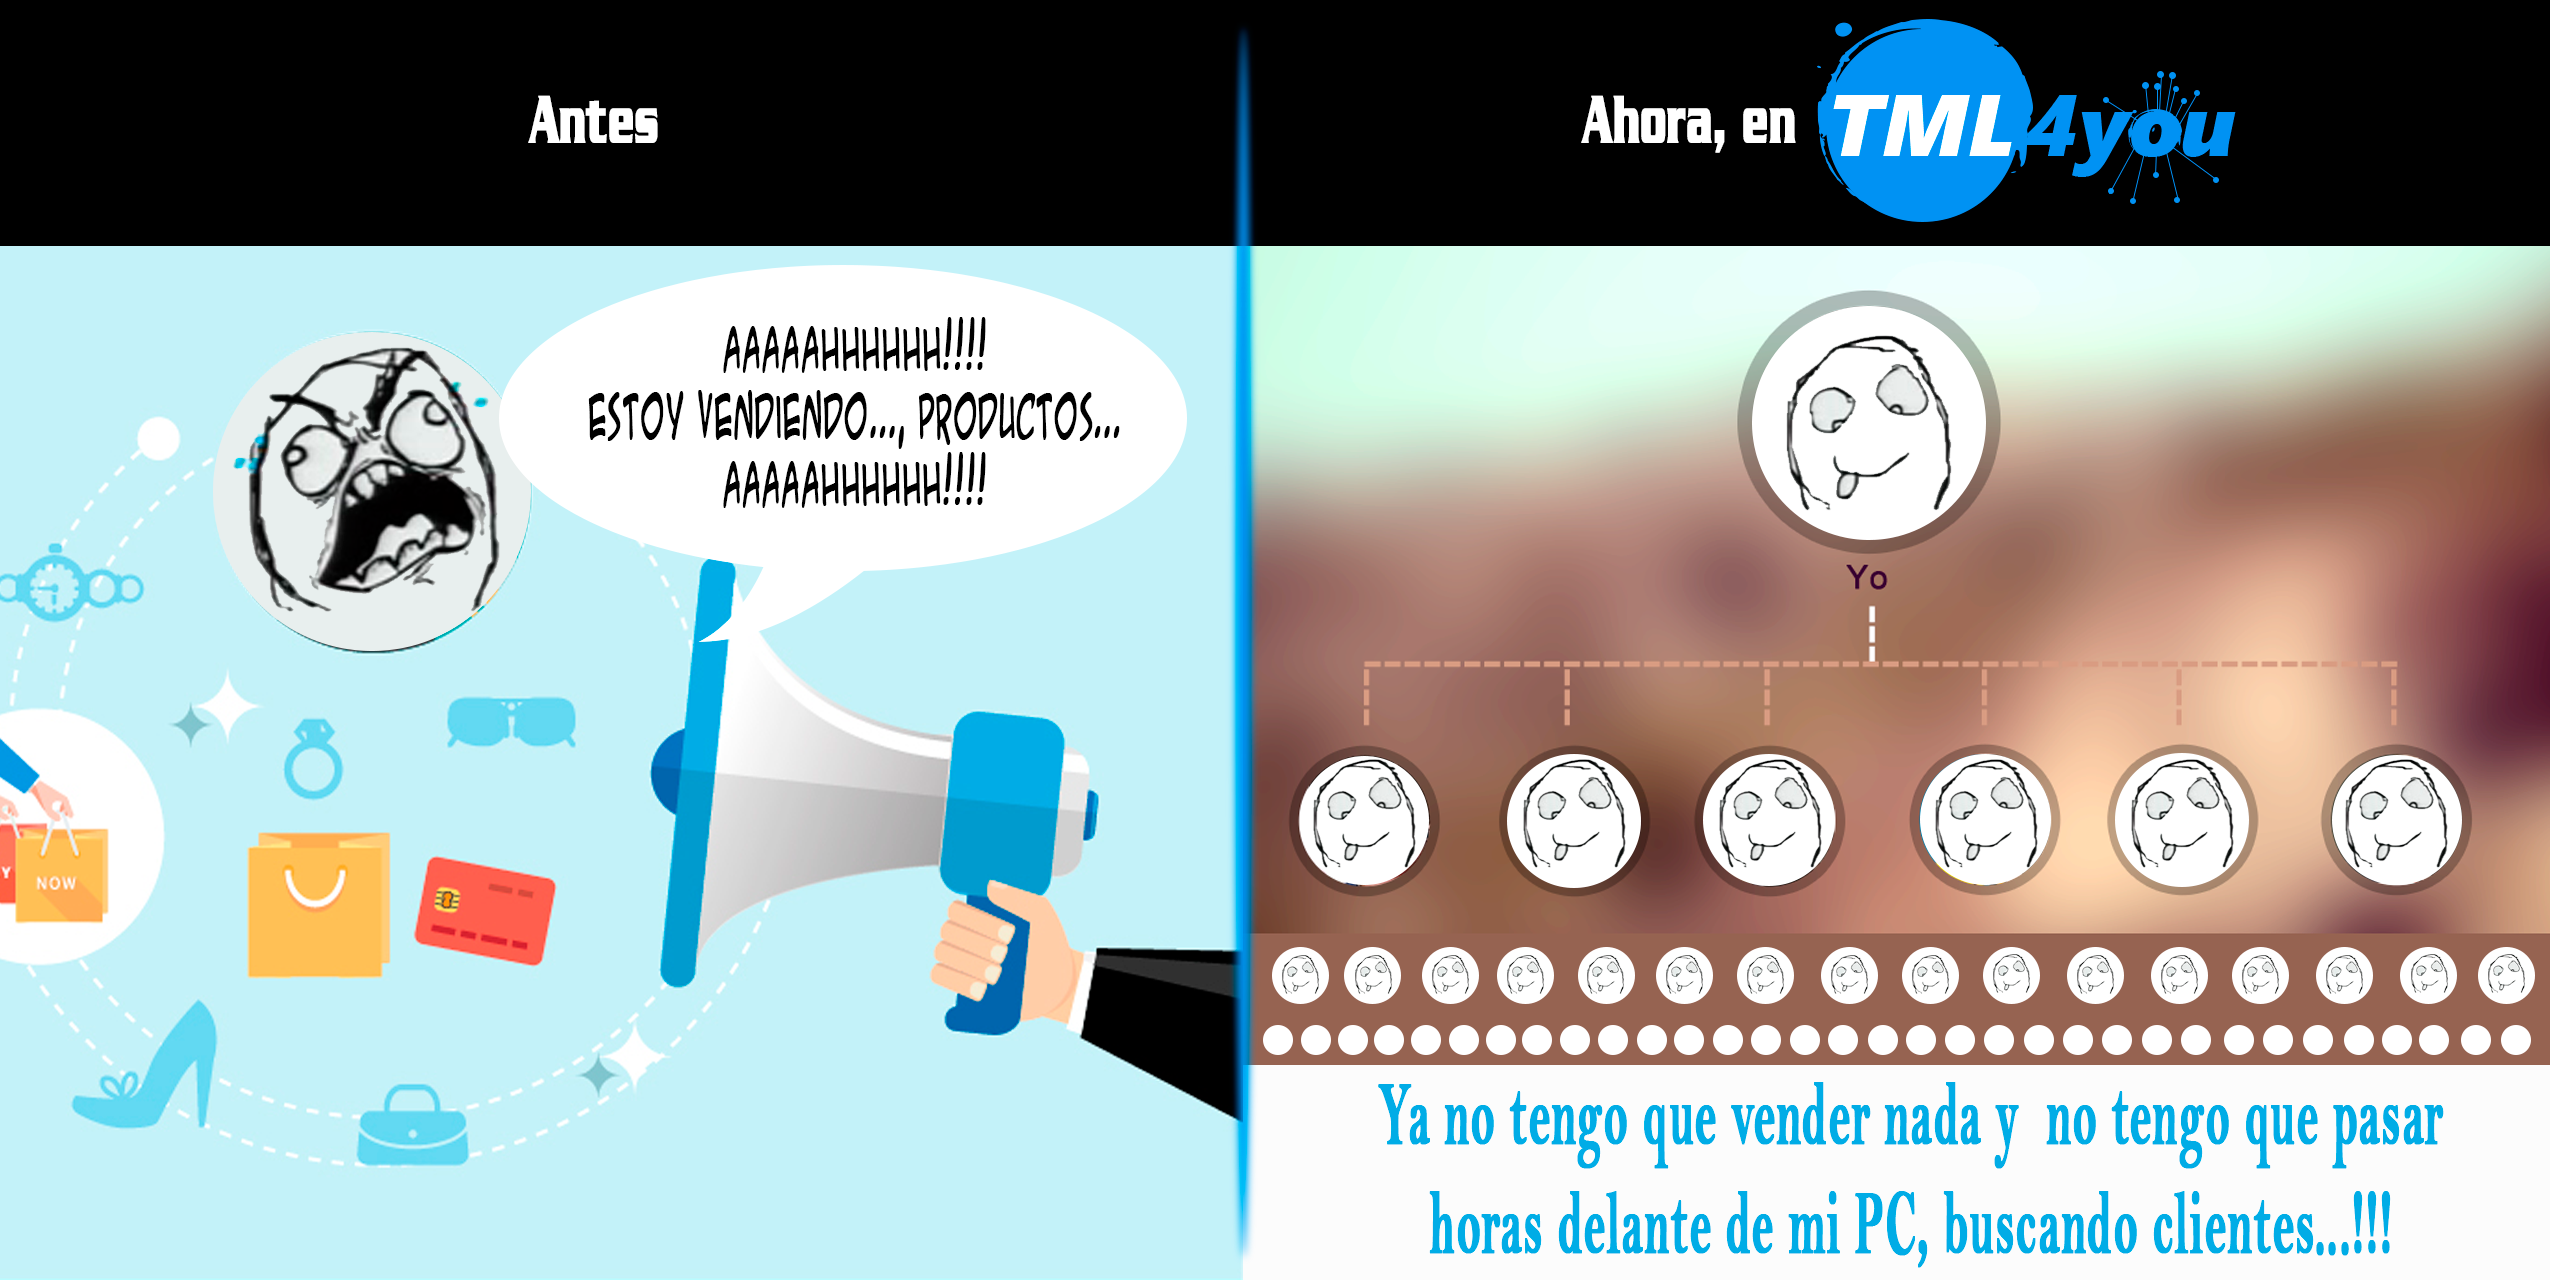 Antes
AAAAAHHHHHH!!!!
ESTOY VENDIENDO..., PRODUCTOS...
AAAAAHHHHHH!!!!
Y
NOW
Ahora, en TML4you
Yo
Ya no tengo que vender nada y no tengo que pasar
horas delante de mi PC, buscando clientes...!!!